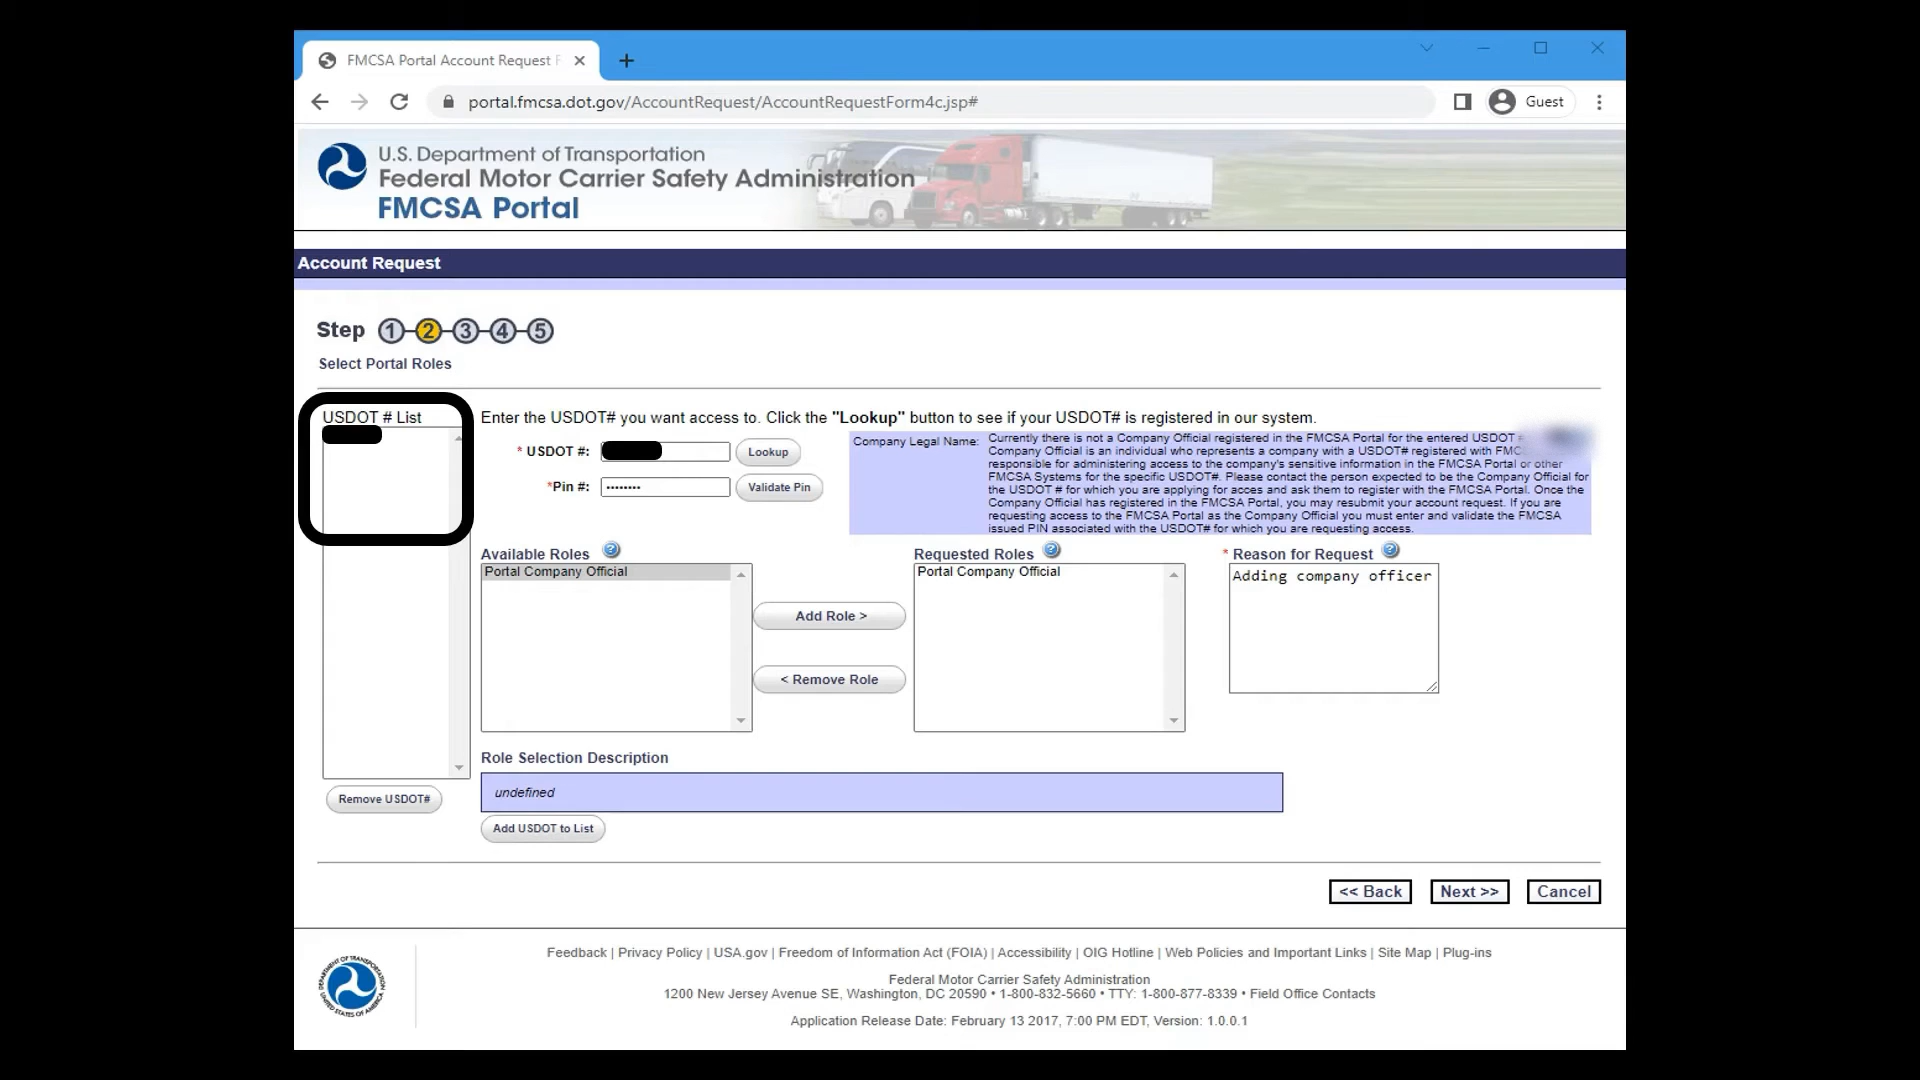 FMCSA Portal Account Request F
portal.fmcsa.dot.gov/AccountRequest/AccountRequestForm4c.jsp#
Guest
U.S. Department of Transportation
Federal Motor Carrier Safety Administration
FMCSA Portal
Account Request
Step 1 2 3 4 5
Select Portal Roles
USDOT # List
Enter the USDOT# you want access to. Click the "Lookup" button to see if your USDOT# is registered in our system.
* USDOT #:
Lookup
*Pin #:
Validate Pin
Company Legal Name:
Currently there is not a Company Official registered in the FMCSA Portal for the entered USDOT
Company Official is an individual who represents a company with a USDOT# registered with FMC
responsible for administering access to the company's sensitive information in the FMCSA Portal or other
FMCSA Systems for the specific USDOT#. Please contact the person expected to be the Company Official for
the USDOT # for which you are applying for acces and ask them to register with the FMCSA Portal. Once the
Company Official has registered in the FMCSA Portal, you may resubmit your account request. If you are
requesting access to the FMCSA Portal as the Company Official you must enter and validate the FMCSA
issued PIN associated with the USDOT# for which you are requesting access.
Available Roles ?
Portal Company Official
Add Role >
< Remove Role
Requested Roles ?
Portal Company Official
* Reason for Request ?
Adding company officer
Role Selection Description
undefined
Remove USDOT#
Add USDOT to List
<< Back
Next >>
Cancel
Feedback | Privacy Policy | USA.gov | Freedom of Information Act (FOIA) | Accessibility | OIG Hotline | Web Policies and Important Links | Site Map | Plug-ins
Federal Motor Carrier Safety Administration
1200 New Jersey Avenue SE, Washington, DC 20590 • 1-800-832-5660 • TTY: 1-800-877-8339 • Field Office Contacts
Application Release Date: February 13 2017, 7:00 PM EDT, Version: 1.0.0.1
DEPARTMENT OF TRANSPORTATION
UNITED STATES OF AMERICA